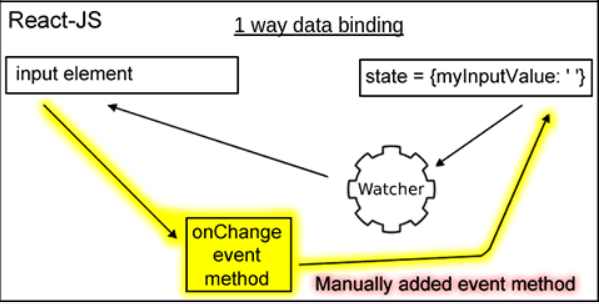 React-JS
1 way data binding
input element
state = {myInputValue: ' '}
Watcher
onChange
event
method
Manually added event method